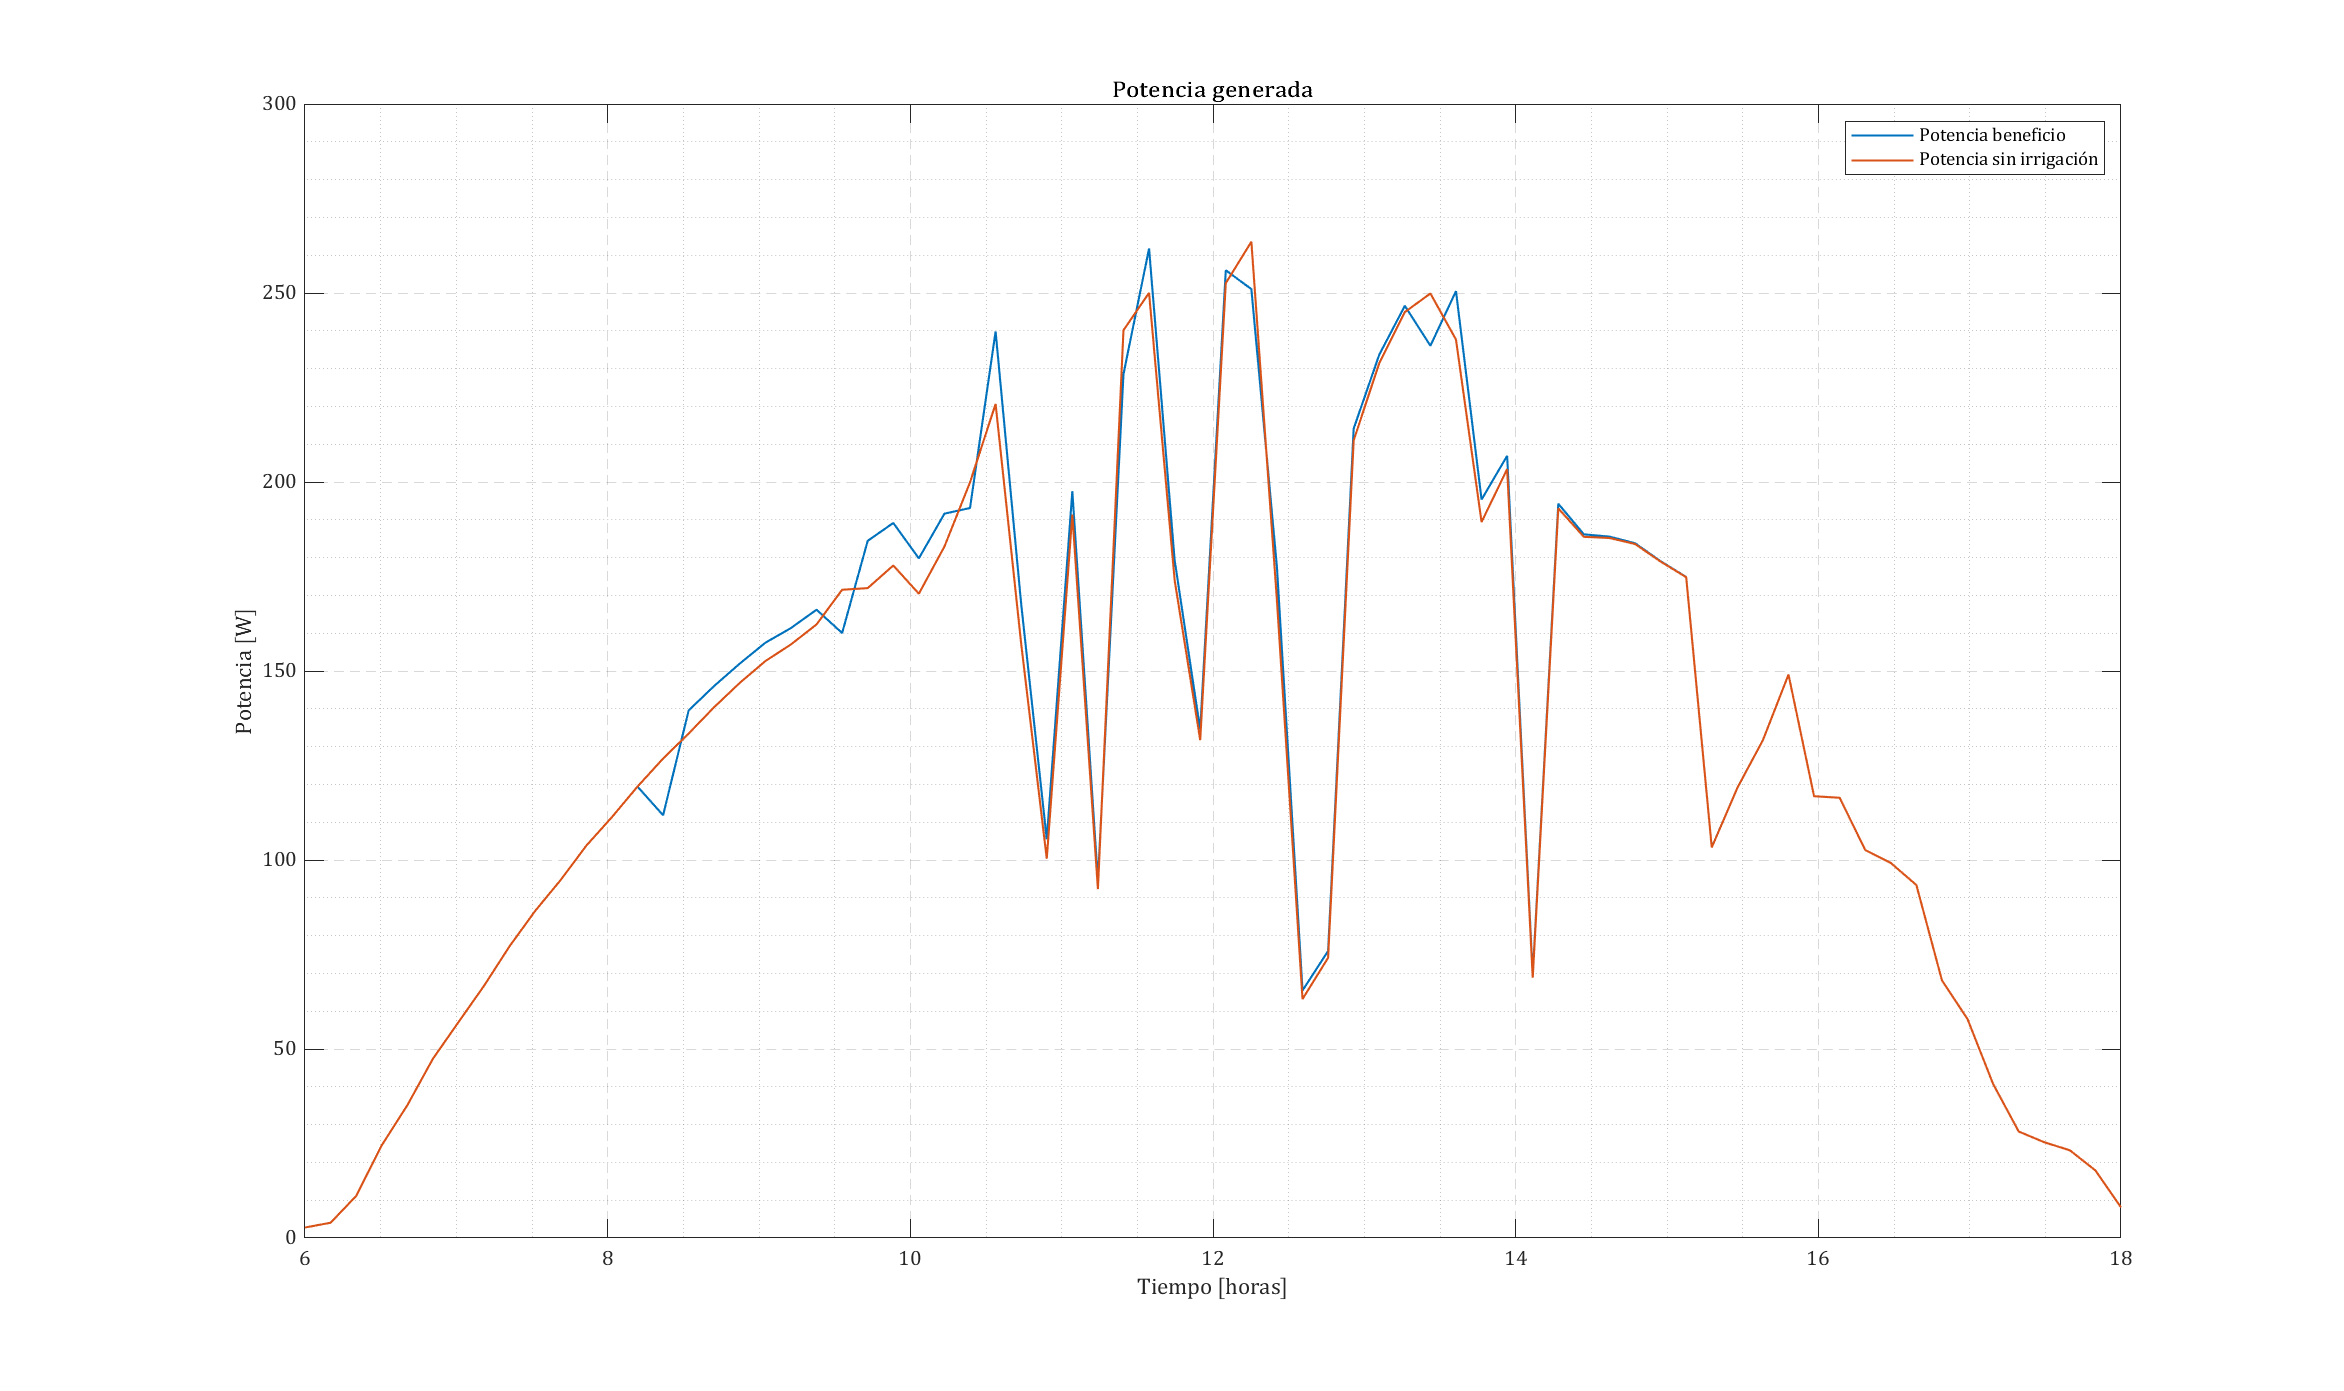 Potencia generada
300
250
200
150
100
50
0
Potencia [W]
Potencia beneficio
Potencia sin irrigación
6 8 10 12 14 16 18
Tiempo [horas]